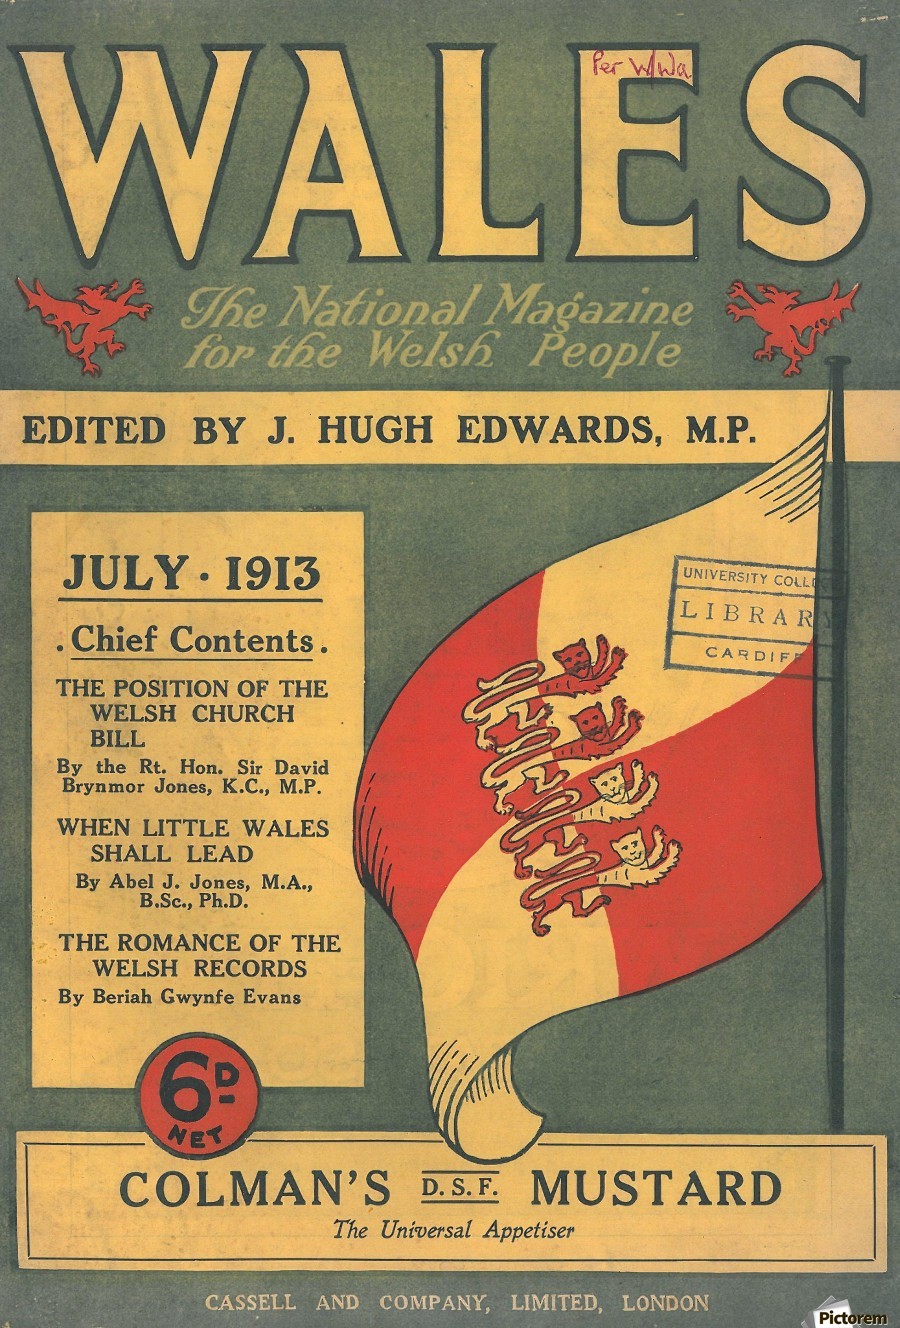 WALES
The National Magazine
for the Welsh People
EDITED BY J. HUGH EDWARDS, M.P.
JULY · 1913
. Chief Contents .
THE POSITION OF THE
WELSH CHURCH
BILL
By the Rt. Hon. Sir David
Brynmor Jones, K.C., M.P.
WHEN LITTLE WALES
SHALL LEAD
By Abel J. Jones, M.A.,
B.Sc., Ph.D.
THE ROMANCE OF THE
WELSH RECORDS
By Beriah Gwynfe Evans
UNIVERSITY COLLE
LIBRARY
CARDIFF
6D-
NET
COLMAN'S D.S.F. MUSTARD
The Universal Appetiser
CASSELL AND COMPANY, LIMITED, LONDON
Pictorem